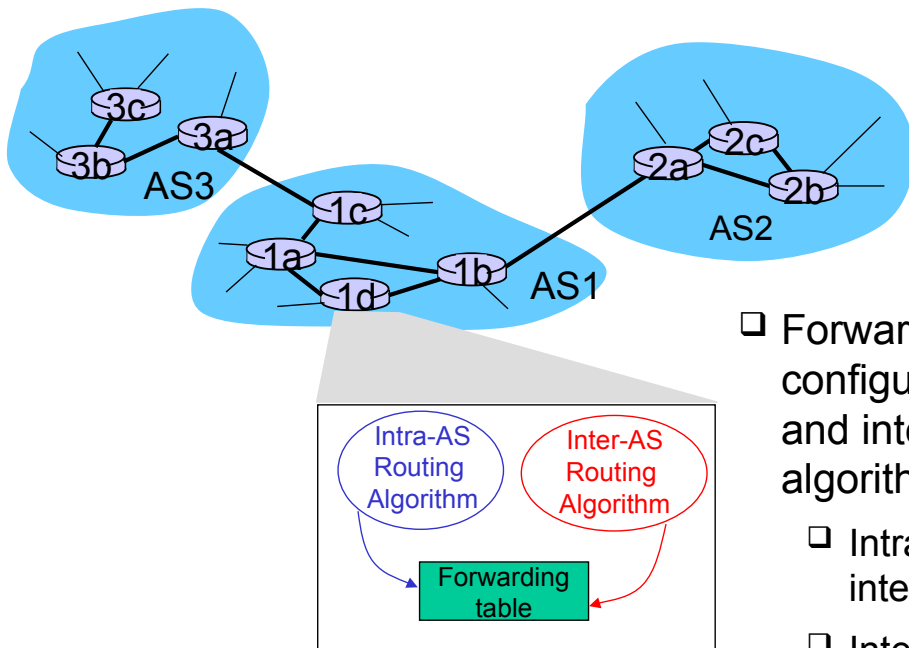 3c
3a
3b
AS3
2c
2a
2b
AS2
1c
1a
1b
1d
AS1
Intra-AS
Routing
Algorithm
Inter-AS
Routing
Algorithm
Forwarding
table
❑ Forwar
configu
and inte
algorith
❑ Intra
inte
❑ Inte